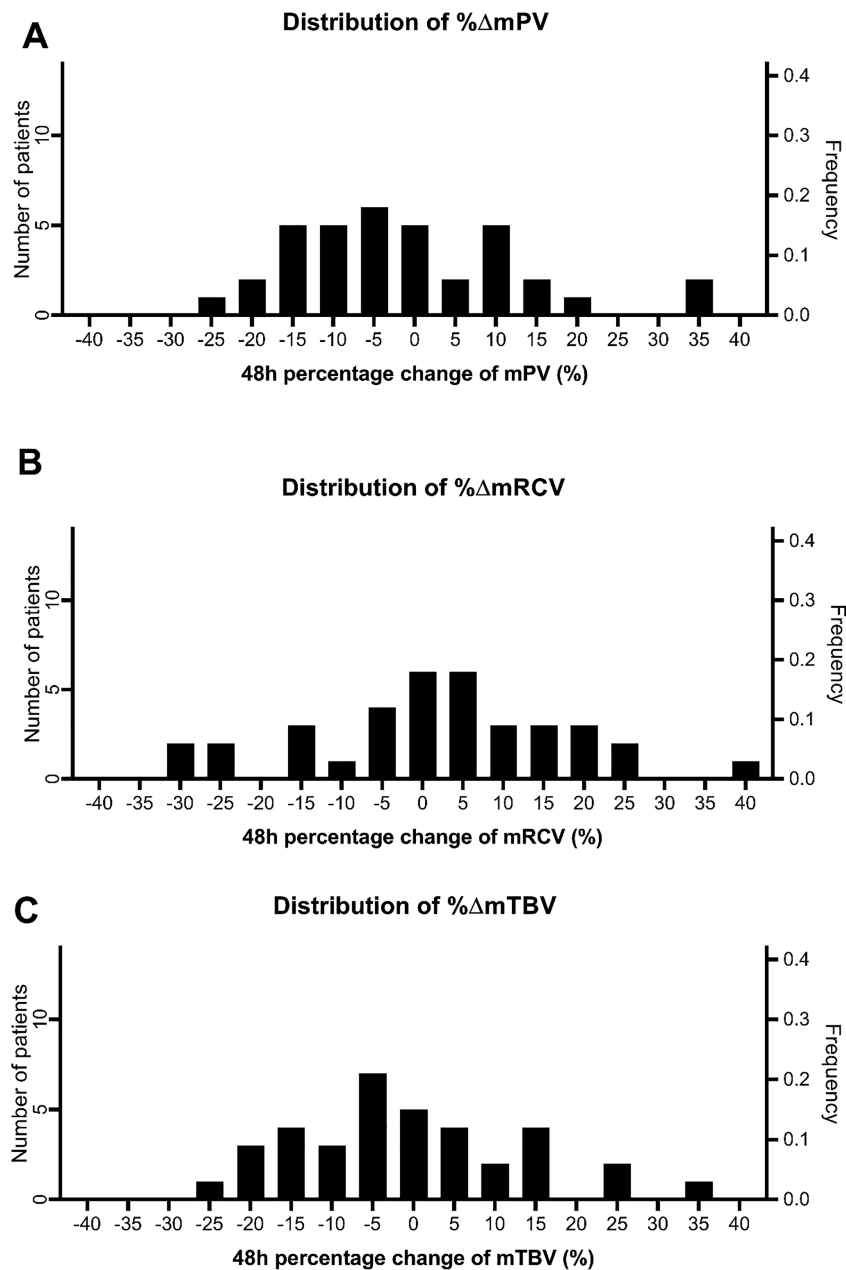 A
Distribution of %ΔmPV
Number of patients
Frequency
10
5
0
0.4
0.3
0.2
0.1
0.0
-40 -35 -30 -25 -20 -15 -10 -5 0 5 10 15 20 25 30 35 40
48h percentage change of mPV (%)
B
Distribution of %ΔmRCV
Number of patients
Frequency
10
5
0
0.4
0.3
0.2
0.1
0.0
-40 -35 -30 -25 -20 -15 -10 -5 0 5 10 15 20 25 30 35 40
48h percentage change of mRCV (%)
C
Distribution of %ΔmTBV
Number of patients
Frequency
10
5
0
0.4
0.3
0.2
0.1
0.0
-40 -35 -30 -25 -20 -15 -10 -5 0 5 10 15 20 25 30 35 40
48h percentage change of mTBV (%)